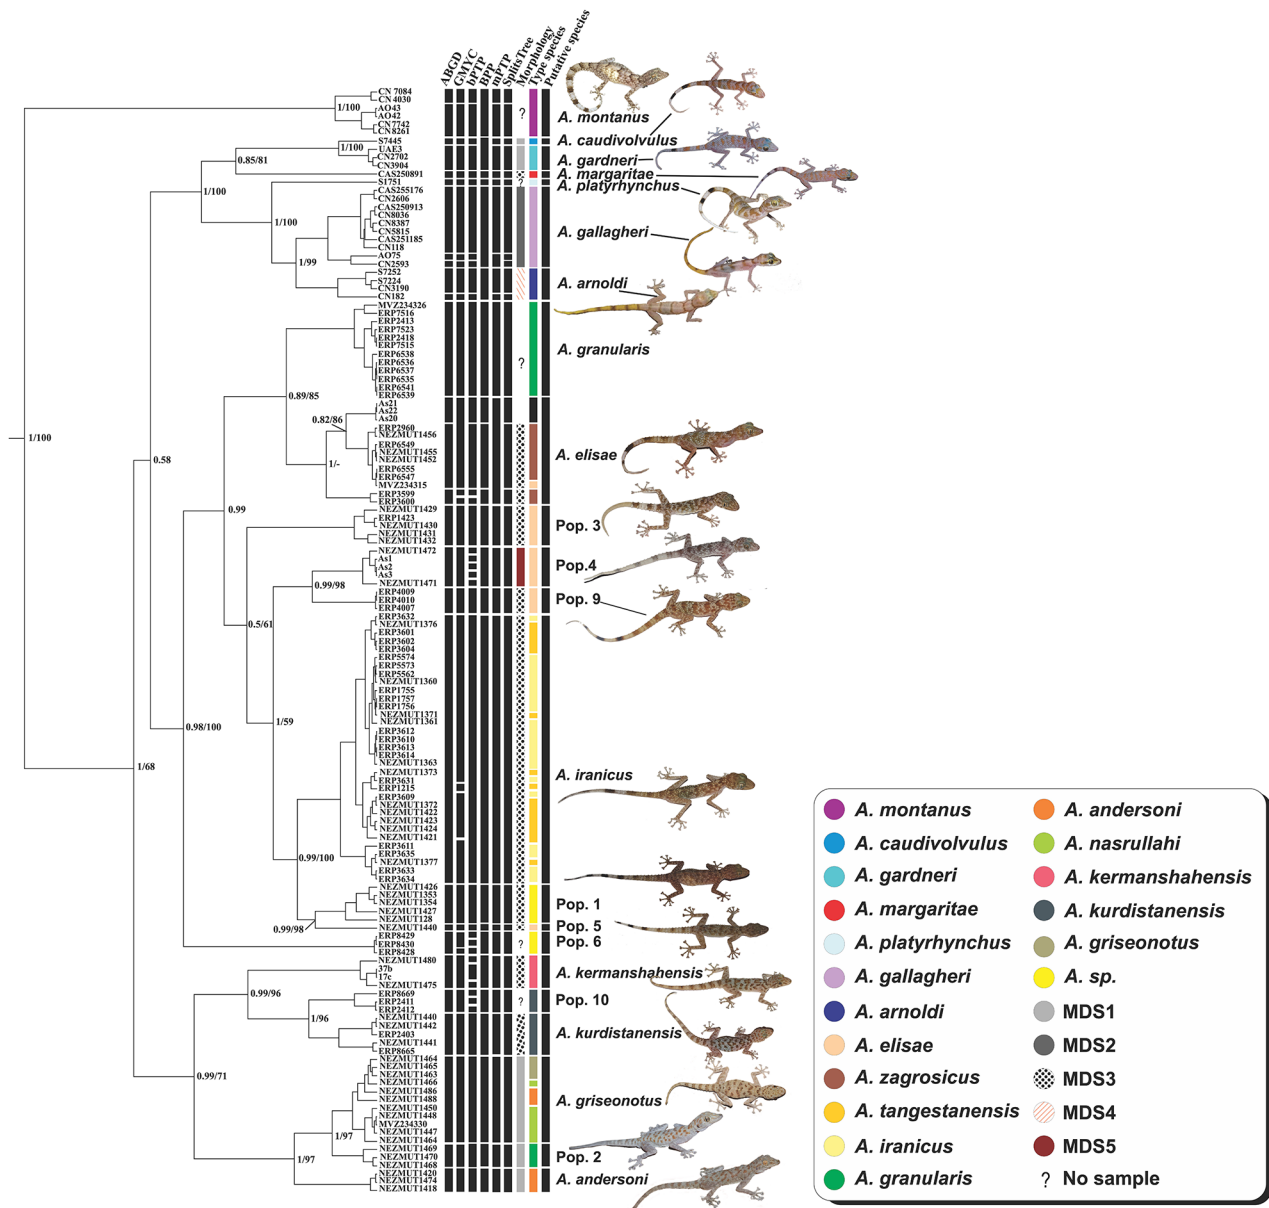 ABGD
GMYC
bPTP
BPP
mPTP
SplitsTree
Morphology
Type species
Putative species
CN 7084
CN 4030
AO43
AO42
CN7742
CN8261
S7445
UAE3
CN2702
CN3904
CAS250891
S1751
CAS255176
CN2606
CAS250913
CN8036
CN8387
CN5815
CAS251185
CN118
AO75
CN2593
S7252
S7224
CN3190
CN182
MVZ234326
ERP7516
ERP2413
ERP7523
ERP2418
ERP7515
ERP6538
ERP6536
ERP6537
ERP6535
ERP6541
ERP6539
As21
As22
As20
ERP2960
NEZMUT1456
ERP6549
NEZMUT1455
NEZMUT1452
ERP6555
ERP6547
MVZ234315
ERP3599
ERP3600
NEZMUT1429
ERP1423
NEZMUT1430
NEZMUT1431
NEZMUT1432
NEZMUT1472
As1
As2
As3
NEZMUT1471
ERP4009
ERP4010
ERP4007
ERP3632
NEZMUT1376
ERP3601
ERP3602
ERP3604
ERP5574
ERP5573
ERP5562
NEZMUT1360
ERP1755
ERP1757
ERP1756
NEZMUT1371
NEZMUT1361
ERP3612
ERP3610
ERP3613
ERP3614
NEZMUT1363
NEZMUT1373
ERP3631
ERP1215
ERP3609
NEZMUT1372
NEZMUT1422
NEZMUT1423
NEZMUT1424
NEZMUT1421
ERP3611
ERP3635
NEZMUT1377
ERP3633
ERP3634
NEZMUT1426
NEZMUT1353
NEZMUT1354
NEZMUT1427
NEZMUT128
NEZMUT1440
ERP8429
ERP8430
ERP8428
NEZMUT1480
37b
17c
NEZMUT1475
ERP8669
ERP2411
ERP2412
NEZMUT1440
NEZMUT1442
ERP2403
NEZMUT1441
ERP8665
NEZMUT1464
NEZMUT1465
NEZMUT1463
NEZMUT1466
NEZMUT1486
NEZMUT1488
NEZMUT1450
NEZMUT1448
MVZ234330
NEZMUT1447
NEZMUT1464
NEZMUT1469
NEZMUT1470
NEZMUT1468
NEZMUT1420
NEZMUT1474
NEZMUT1418
1/100
1/100
0.85/81
1/100
1/100
1/99
0.89/85
0.82/86
1/-
1/100
0.58
0.99
0.99/98
0.5/61
1/59
0.98/100
1/68
0.99/100
0.99/98
0.99/96
1/96
0.99/71
1/97
1/97
?
?
?
?
?
A. montanus
A. caudivolvulus
A. gardneri
A. margaritae
A. platyrhynchus
A. gallagheri
A. arnoldi
A. granularis
A. elisae
Pop. 3
Pop.4
Pop. 9
A. iranicus
Pop. 1
Pop. 5
Pop. 6
A. kermanshahensis
Pop. 10
A. kurdistanensis
A. griseonotus
Pop. 2
A. andersoni
A. montanus
A. caudivolvulus
A. gardneri
A. margaritae
A. platyrhynchus
A. gallagheri
A. arnoldi
A. elisae
A. zagrosicus
A. tangestanensis
A. iranicus
A. granularis
A. andersoni
A. nasrullahi
A. kermanshahensis
A. kurdistanensis
A. griseonotus
A. sp.
MDS1
MDS2
MDS3
MDS4
MDS5
? No sample